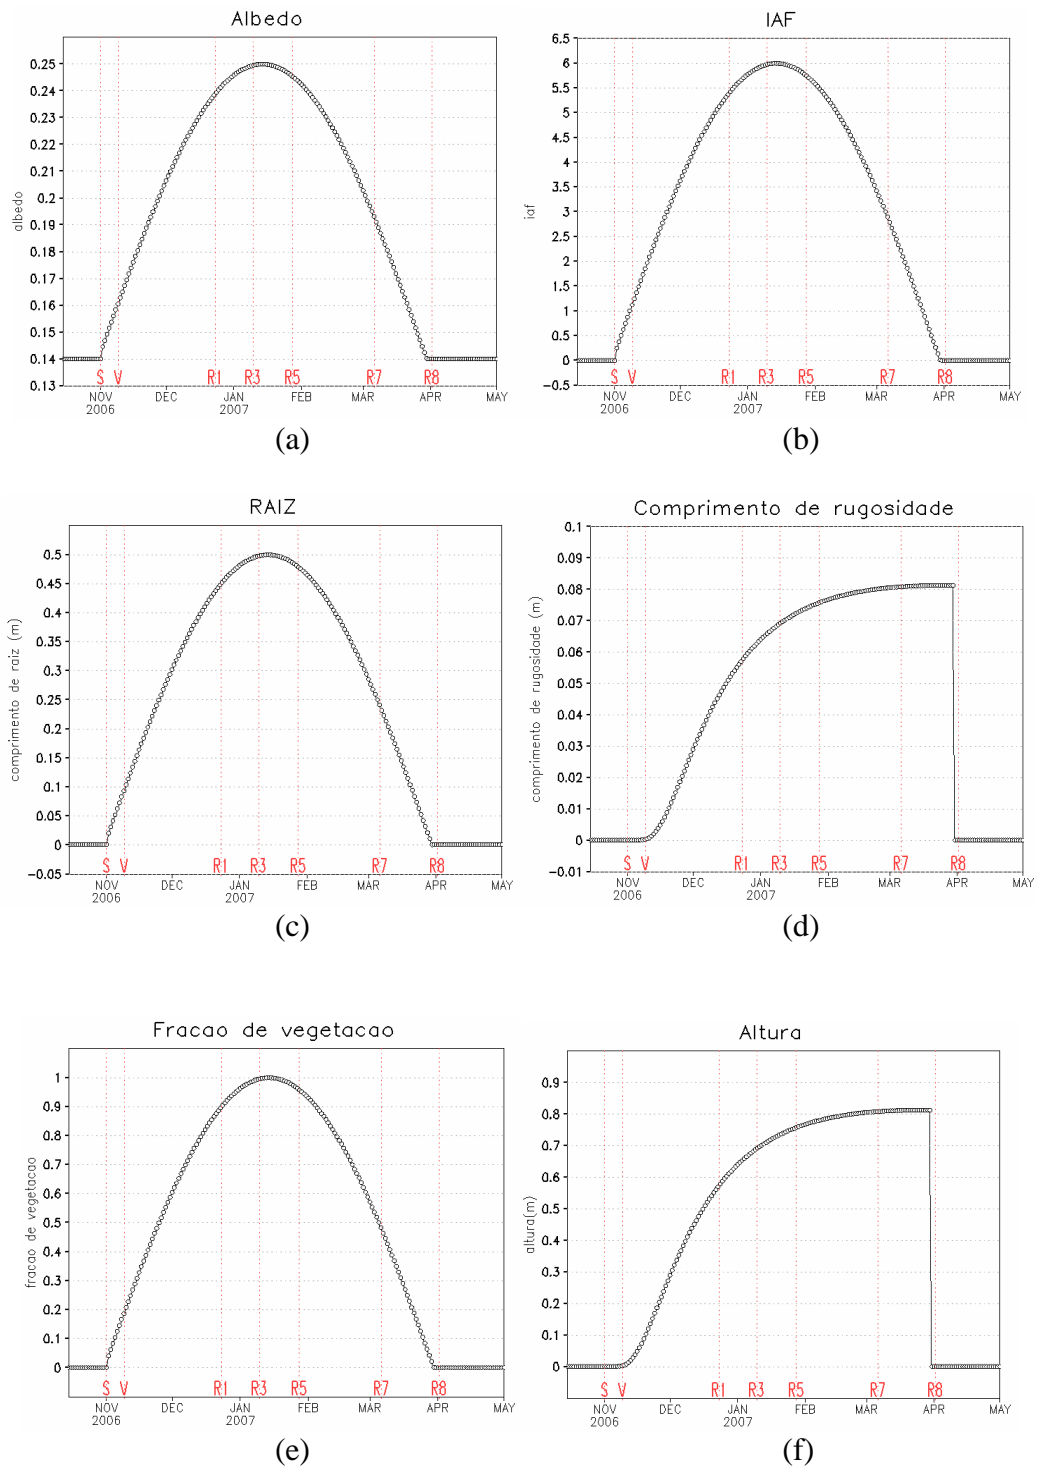 Albedo
albedo
0.25
0.24
0.23
0.22
0.21
0.2
0.19
0.18
0.17
0.16
0.15
0.14
0.13
S V R1 R3 R5 R7 R8
NOV DEC JAN FEB MAR APR MAY
2006 2007
(a)
IAF
iaf
6.5
6
5.5
5
4.5
4
3.5
3
2.5
2
1.5
1
0.5
0
-0.5
S V R1 R3 R5 R7 R8
NOV DEC JAN FEB MAR APR MAY
2006 2007
(b)
RAIZ
comprimento de raiz (m)
0.5
0.45
0.4
0.35
0.3
0.25
0.2
0.15
0.1
0.05
0
-0.05
S V R1 R3 R5 R7 R8
NOV DEC JAN FEB MAR APR MAY
2006 2007
(c)
Comprimento de rugosidade
comprimento de rugosidade (m)
0.1
0.09
0.08
0.07
0.06
0.05
0.04
0.03
0.02
0.01
0
-0.01
S V R1 R3 R5 R7 R8
NOV DEC JAN FEB MAR APR MAY
2006 2007
(d)
Fracao de vegetacao
fracao de vegetacao
1
0.9
0.8
0.7
0.6
0.5
0.4
0.3
0.2
0.1
0
S V R1 R3 R5 R7 R8
NOV DEC JAN FEB MAR APR MAY
2006 2007
(e)
Altura
altura(m)
0.9
0.8
0.7
0.6
0.5
0.4
0.3
0.2
0.1
0
S V R1 R3 R5 R7 R8
NOV DEC JAN FEB MAR APR MAY
2006 2007
(f)